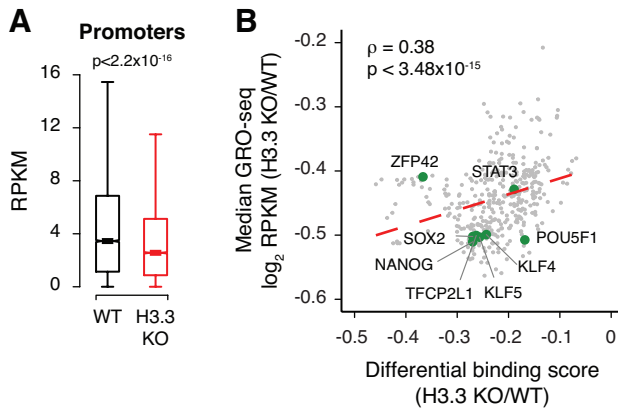 A
Promoters
p<2.2x10-16
RPKM
16
12
8
4
0
WT
H3.3
KO
B
Median GRO-seq
log2 RPKM (H3.3 KO/WT)
-0.2
-0.3
-0.4
-0.5
-0.6
ρ = 0.38
p < 3.48x10-15
ZFP42
STAT3
SOX2
POU5F1
NANOG
KLF4
TFCP2L1
KLF5
-0.5
-0.4
-0.3
-0.2
-0.1
0
Differential binding score
(H3.3 KO/WT)